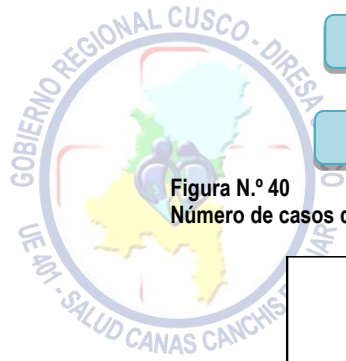 GOBIERNO REGIONAL CUSCO - DIRESA
UE 401 - SALUD CANAS CANCHIS
Figura N.º 40
Número de casos